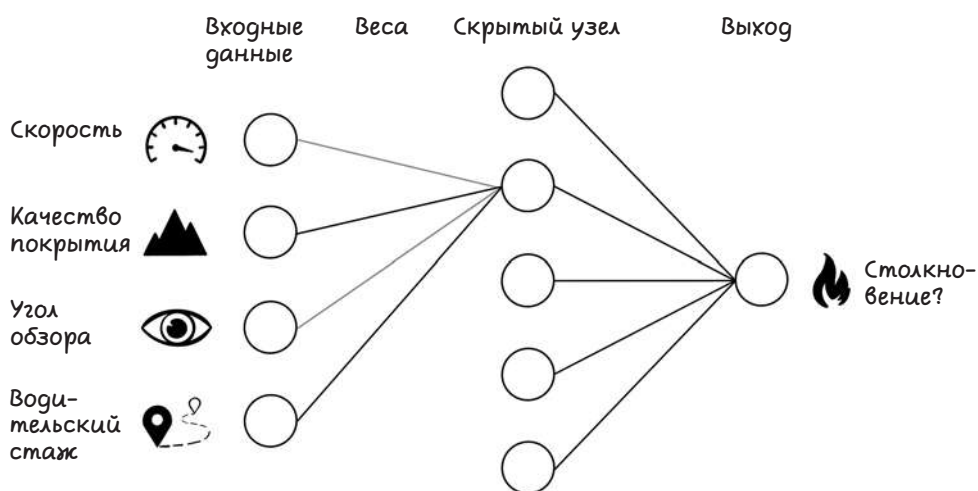 Входные
данные
Веса
Скрытый узел
Выход
Скорость
Качество
покрытия
Угол
обзора
Води-
тельский
стаж
Столкно-
вение?